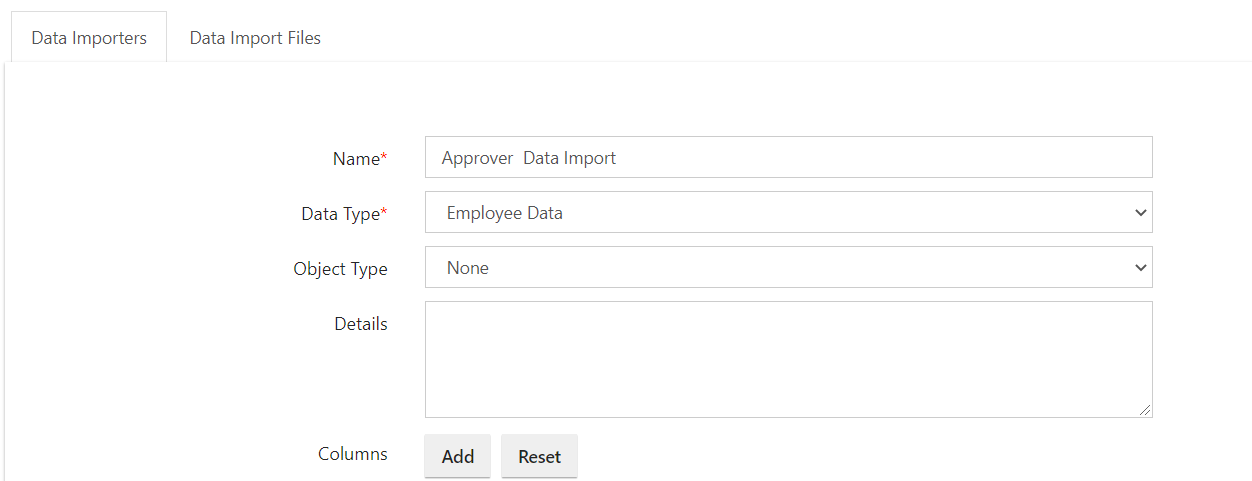 Data Importers Data Import Files
Name* Approver  Data Import
Data Type* Employee Data
Object Type None
Details
Columns Add Reset